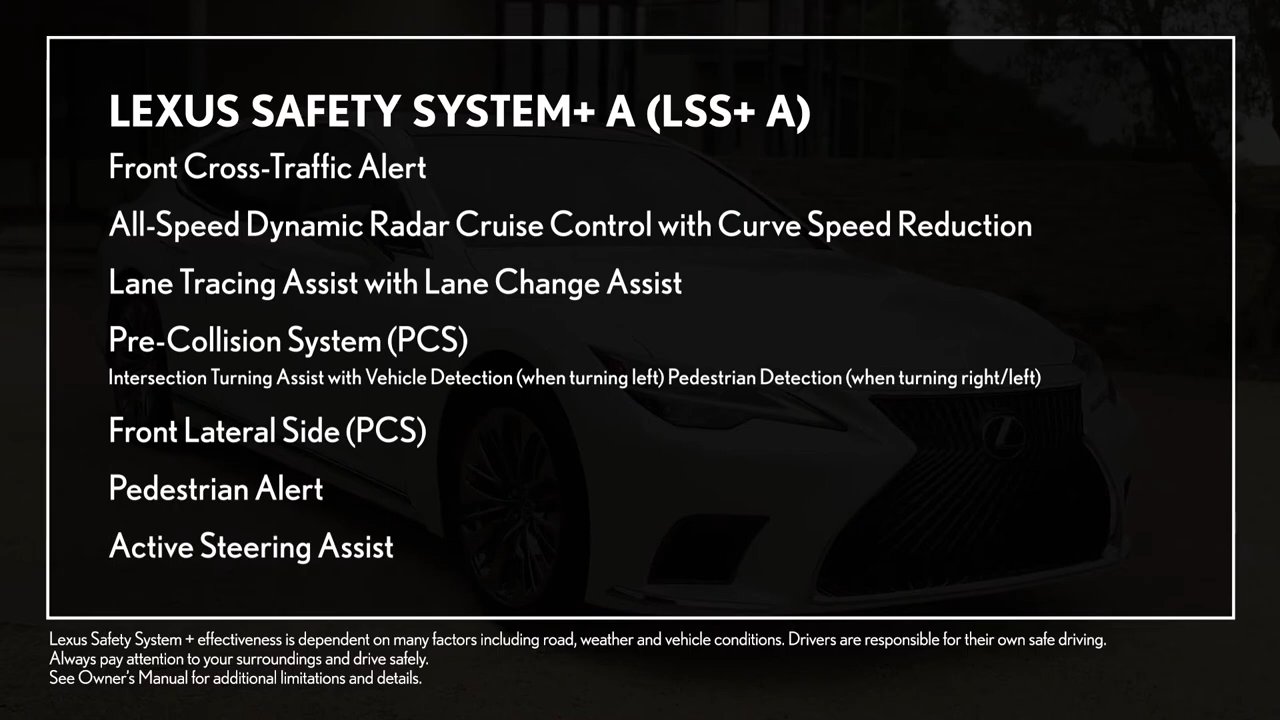 LEXUS SAFETY SYSTEM+ A (LSS+ A)
Front Cross-Traffic Alert
All-Speed Dynamic Radar Cruise Control with Curve Speed Reduction
Lane Tracing Assist with Lane Change Assist
Pre-Collision System (PCS)
Intersection Turning Assist with Vehicle Detection (when turning left) Pedestrian Detection (when turning right/left)
Front Lateral Side (PCS)
Pedestrian Alert
Active Steering Assist
Lexus Safety System + effectiveness is dependent on many factors including road, weather and vehicle conditions. Drivers are responsible for their own safe driving.
Always pay attention to your surroundings and drive safely.
See Owner's Manual for additional limitations and details.